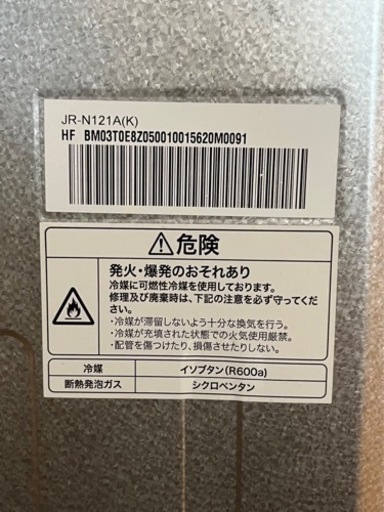 JR-N121A(K)
HF BM03T0E8Z050010015620M0091
危険
発火・爆発のおそれあり
冷媒に可燃性冷媒を使用しております。
修理及び廃棄時は、下記の注意を必ず守ってください。
・冷媒が滞留しないよう十分な換気を行う。
・冷媒が充填された状態での火気使用厳禁。
・配管を傷つけたり、損傷させたりしない。
冷媒 イソブタン(R600a)
断熱発泡ガス シクロペンタン